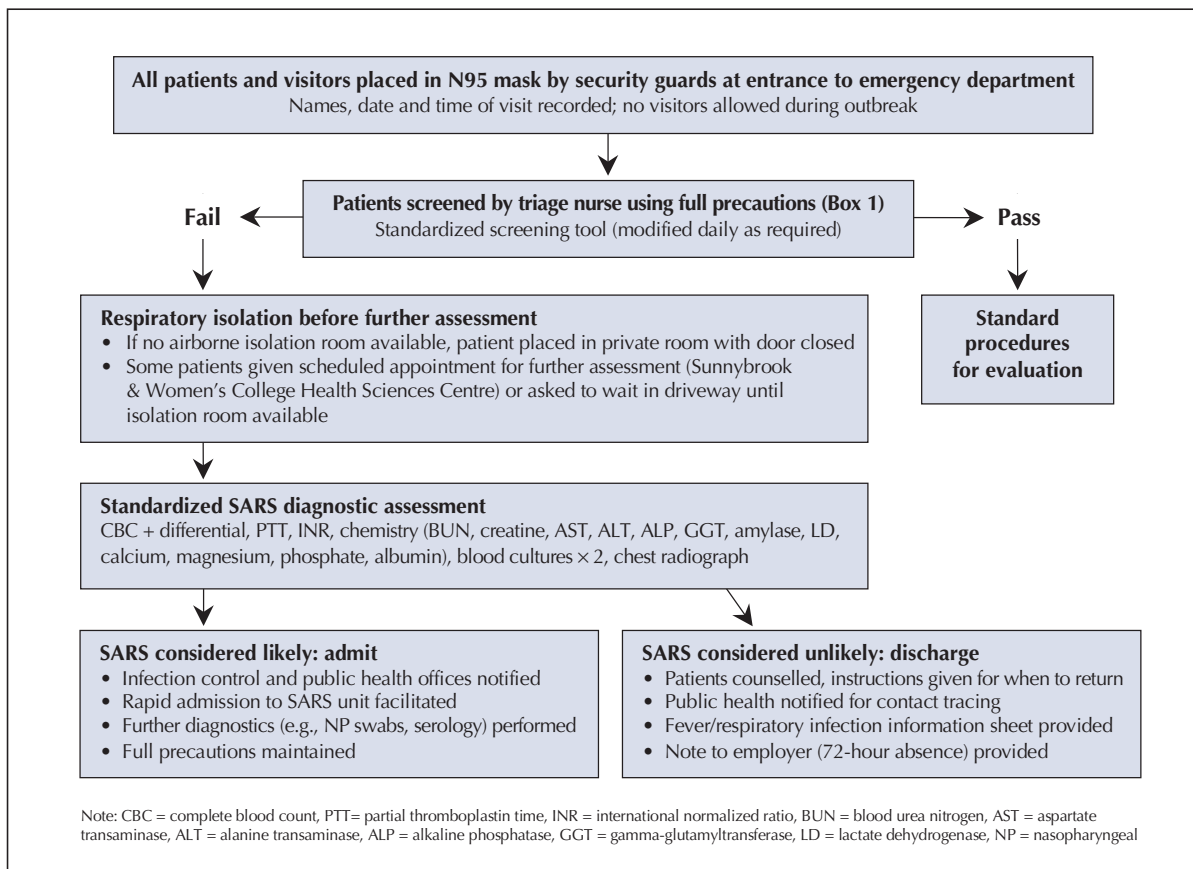 All patients and visitors placed in N95 mask by security guards at entrance to emergency department
Names, date and time of visit recorded; no visitors allowed during outbreak
Patients screened by triage nurse using full precautions (Box 1)
Standardized screening tool (modified daily as required)
Fail
Pass
Respiratory isolation before further assessment
• If no airborne isolation room available, patient placed in private room with door closed
• Some patients given scheduled appointment for further assessment (Sunnybrook
& Women's College Health Sciences Centre) or asked to wait in driveway until
isolation room available
Standard
procedures
for evaluation
Standardized SARS diagnostic assessment
CBC + differential, PTT, INR, chemistry (BUN, creatine, AST, ALT, ALP, GGT, amylase, LD,
calcium, magnesium, phosphate, albumin), blood cultures × 2, chest radiograph
SARS considered likely: admit
• Infection control and public health offices notified
• Rapid admission to SARS unit facilitated
• Further diagnostics (e.g., NP swabs, serology) performed
• Full precautions maintained
SARS considered unlikely: discharge
• Patients counselled, instructions given for when to return
• Public health notified for contact tracing
• Fever/respiratory infection information sheet provided
• Note to employer (72-hour absence) provided
Note: CBC = complete blood count, PTT= partial thromboplastin time, INR = international normalized ratio, BUN = blood urea nitrogen, AST = aspartate
transaminase, ALT = alanine transaminase, ALP = alkaline phosphatase, GGT = gamma-glutamyltransferase, LD = lactate dehydrogenase, NP = nasopharyngeal